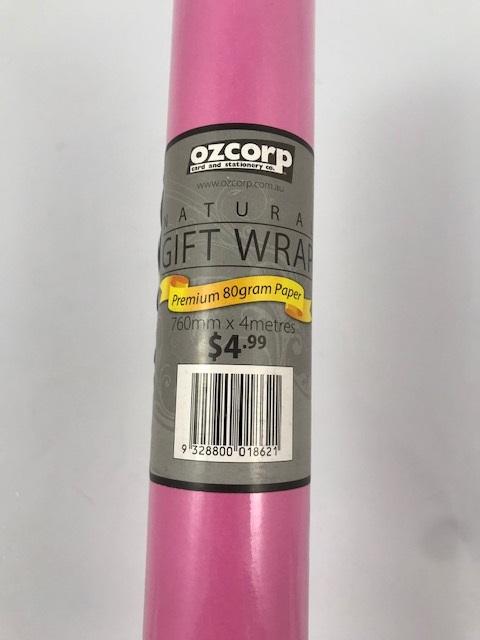 ozcorp
card and stationery co.
www.ozcorp.com.au
NATURA
GIFT WRAP
Premium 80gram Paper
760mm x 4metres
$4.99
9 328800 018621